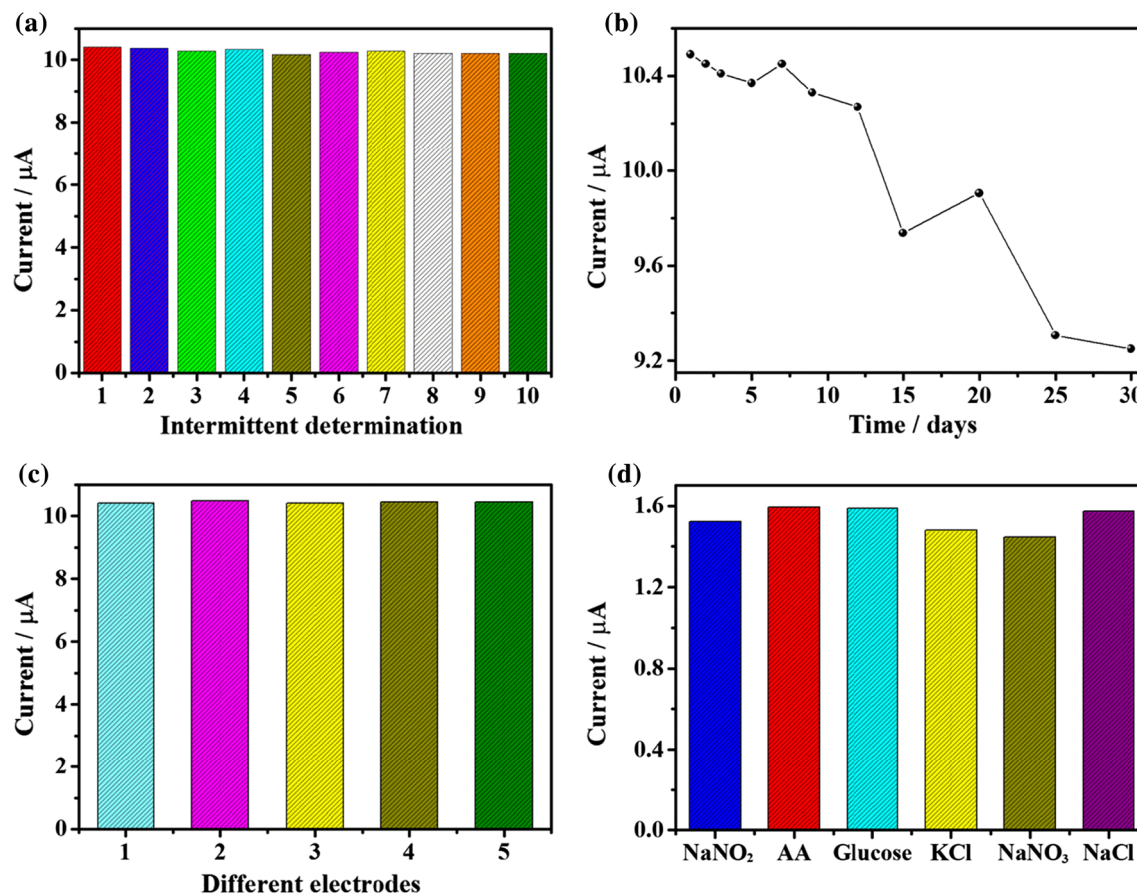 (a)
10
8
6
4
2
0
Current / μA
1 2 3 4 5 6 7 8 9 10
Intermittent determination
(b)
10.4
10.0
9.6
9.2
Current / μA
0 5 10 15 20 25 30
Time / days
(c)
10
8
6
4
2
0
Current / μA
1 2 3 4 5
Different electrodes
(d)
1.6
1.2
0.8
0.4
0.0
Current / μA
NaNO₂ AA Glucose KCl NaNO₃ NaCl